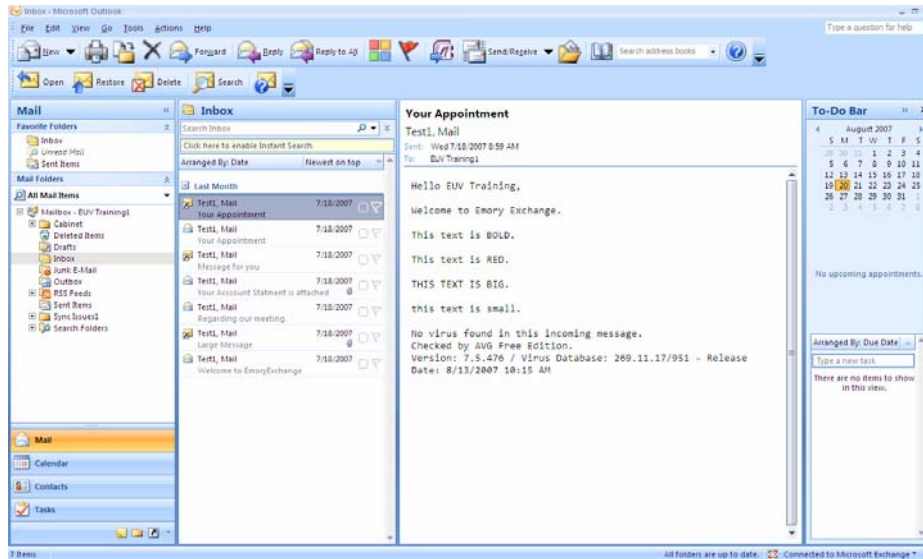 Inbox - Microsoft Outlook
File Edit View Go Tools Actions Help
Type a question for help
New Forward Reply Reply to All Send/Receive Search address books
Open Restore Delete Search
Mail
Favorite Folders
Inbox
Unread Mail
Sent Items
Mail Folders
All Mail Items
Mailbox - EUV Training1
Cabinet
Deleted Items
Drafts
Inbox
Junk E-Mail
Outbox
RSS Feeds
Sent Items
Sync Issues1
Search Folders
Mail
Calendar
Contacts
Tasks
Inbox
Search Inbox
Click here to enable Instant Search
Arranged By: Date Newest on top
Last Month
Test1, Mail 7/18/2007
Your Appointment
Test1, Mail 7/18/2007
Your Appointment
Test1, Mail 7/18/2007
Message for you
Test1, Mail 7/18/2007
Your Acccount Statment is attached
Test1, Mail 7/18/2007
Regarding our meeting.
Test1, Mail 7/18/2007
Large Message
Test1, Mail 7/18/2007
Welcome to EmoryExchange
Your Appointment
Test1, Mail
Sent: Wed 7/18/2007 8:59 AM
To: EUV Training1
Hello EUV Training,
Welcome to Emory Exchange.
This text is BOLD.
This text is RED.
THIS TEXT IS BIG.
this text is small.
No virus found in this incoming message.
Checked by AVG Free Edition.
Version: 7.5.476 / Virus Database: 269.11.17/951 - Release
Date: 8/13/2007 10:15 AM
To-Do Bar
August 2007
S M T W T F S
29 30 31 1 2 3 4
5 6 7 8 9 10 11
12 13 14 15 16 17 18
19 20 21 22 23 24 25
26 27 28 29 30 31 1
2 3 4 5 6 7 8
No upcoming appointments.
Arranged By: Due Date
Type a new task
There are no items to show
in this view.
7 Items
All folders are up to date. Connected to Microsoft Exchange